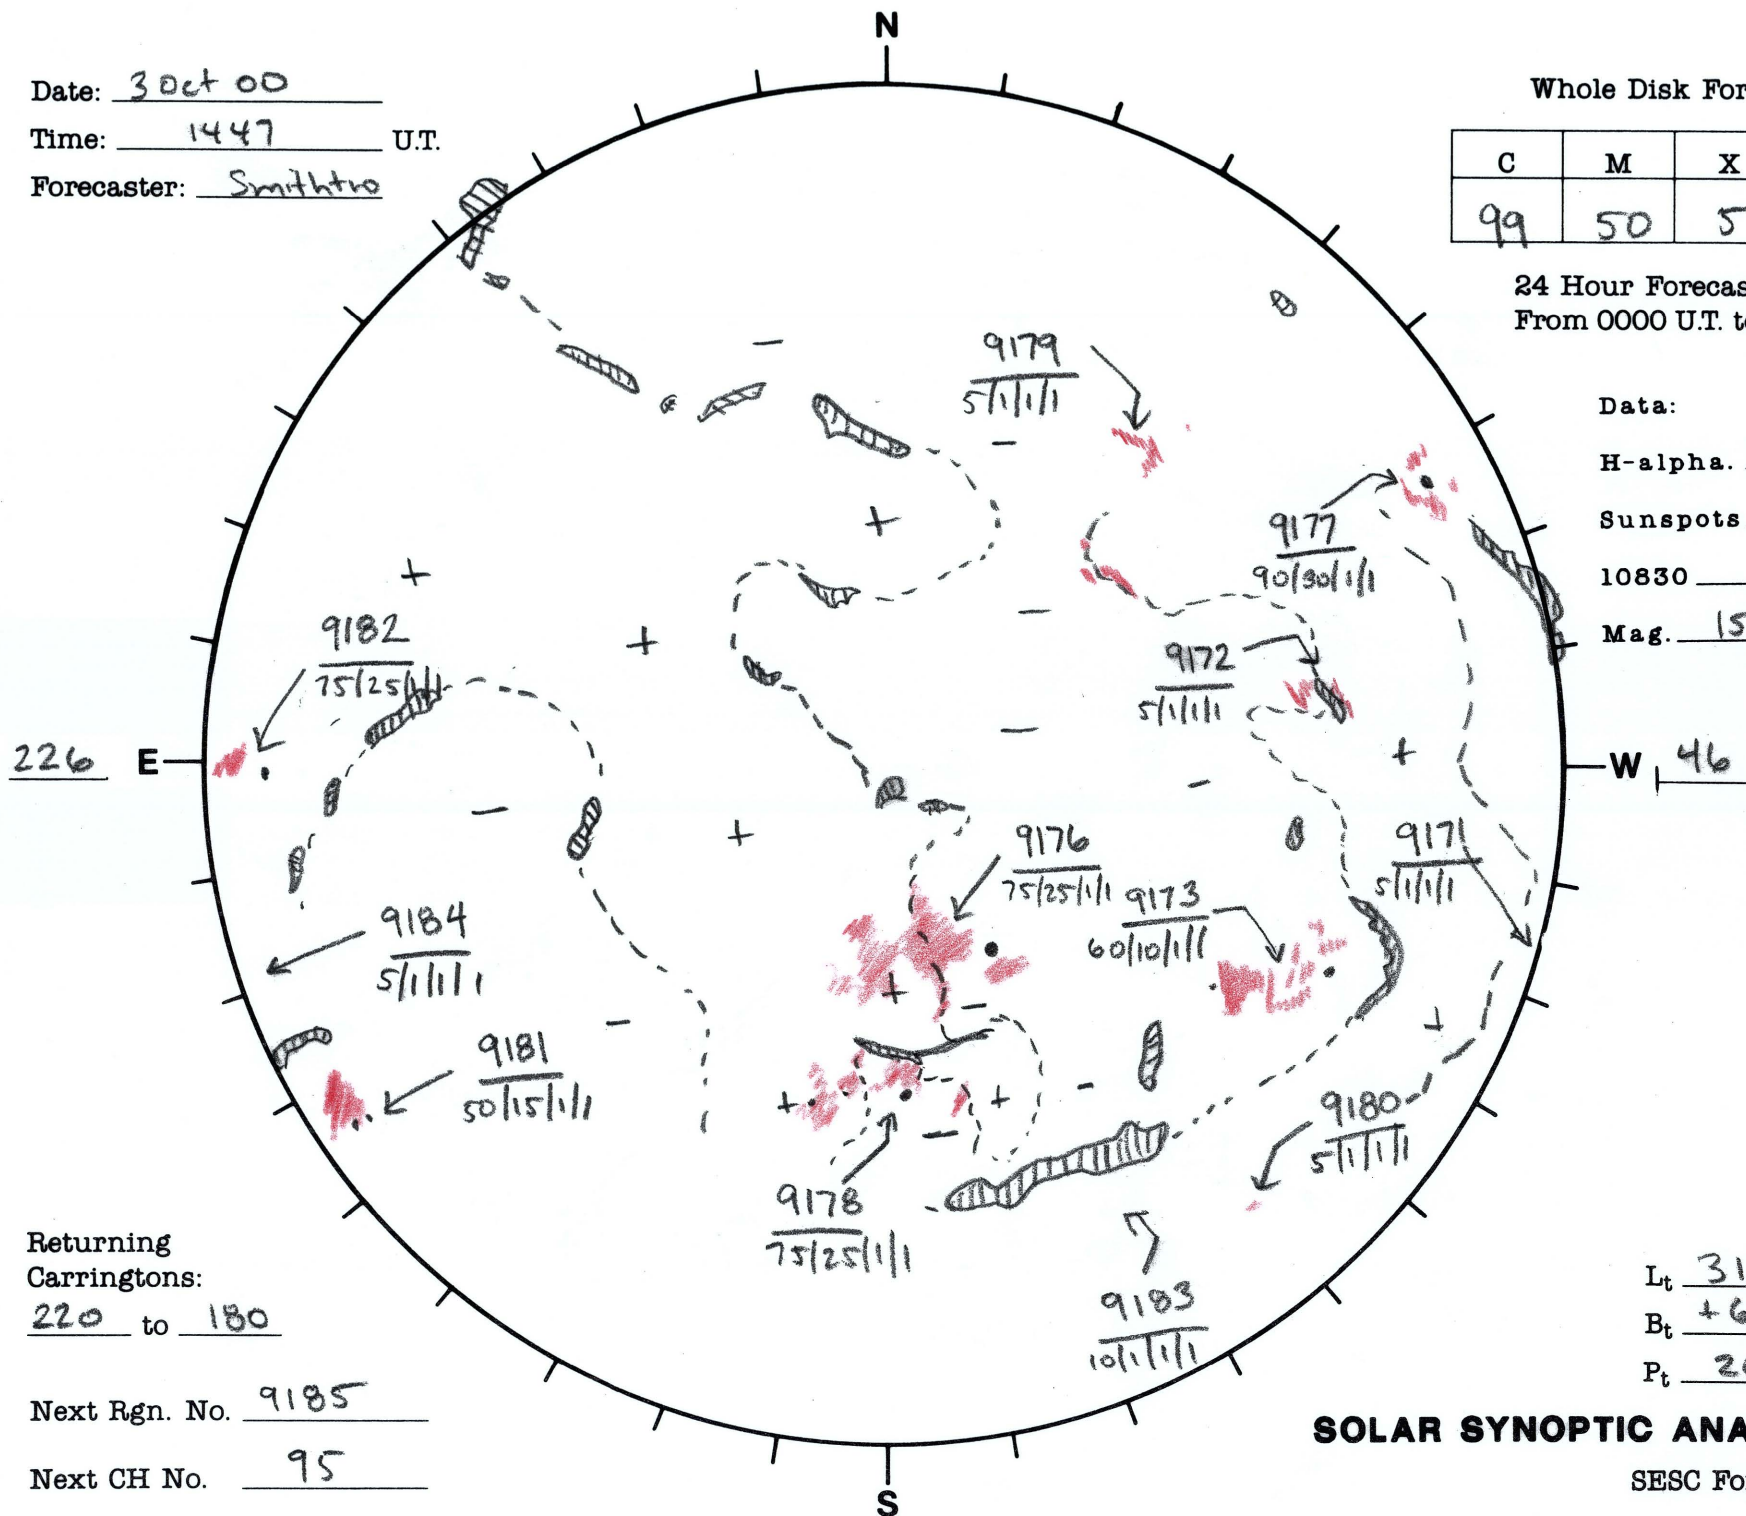 N
Date: 3 Oct 00
Time: 1447 U.T.
Forecaster: Smithtro
Whole Disk For
C M X
99 50 5
24 Hour Forecas
From 0000 U.T. t
Data:
H-alpha.
Sunspots
10830
Mag. 15
9179
5/1/1/1
9177
90/30/1/1
9182
75/25/1/1
9172
5/1/1/1
226 E
W 46
9176
75/25/1/1
9171
5/1/1/1
9173
60/10/1/1
9184
5/1/1/1
9181
50/15/1/1
9180
5/1/1/1
9178
75/25/1/1
9183
10/1/1/1
Returning
Carringtons:
220 to 180
Next Rgn. No. 9185
Next CH No. 95
Lt 31
Bt +6
Pt 26
SOLAR SYNOPTIC ANA
SESC Fo
S